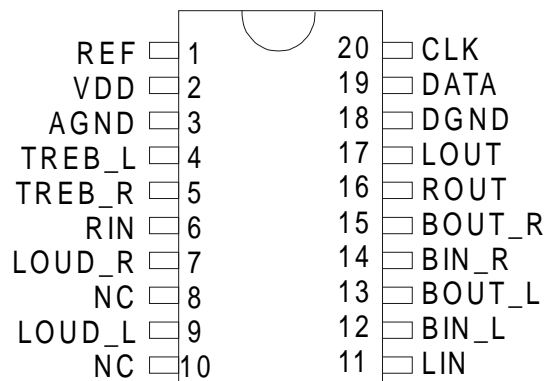 REF 1 20 CLK
VDD 2 19 DATA
AGND 3 18 DGND
TREB_L 4 17 LOUT
TREB_R 5 16 ROUT
RIN 6 15 BOUT_R
LOUD_R 7 14 BIN_R
NC 8 13 BOUT_L
LOUD_L 9 12 BIN_L
NC 10 11 LIN